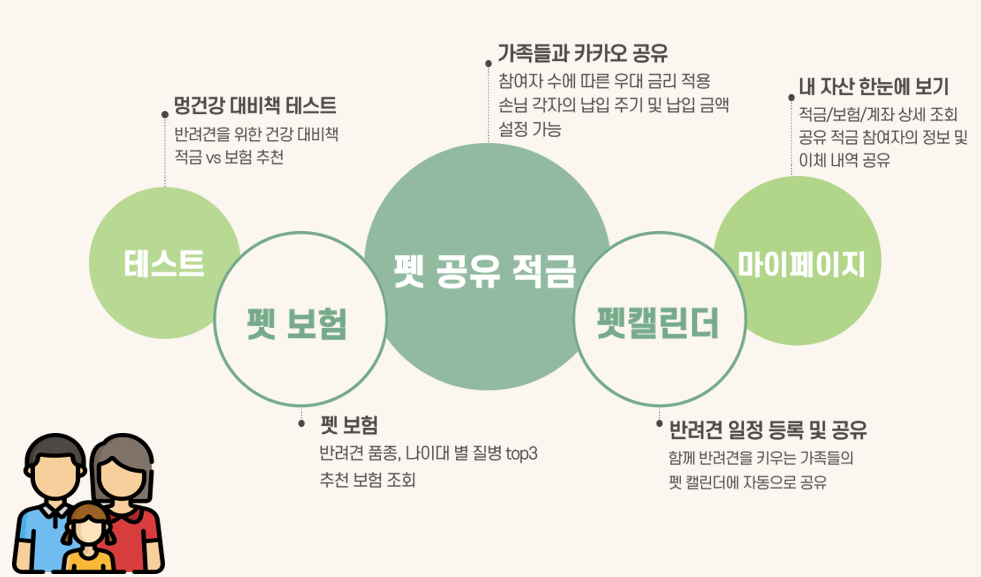 가족들과 카카오 공유
참여자 수에 따른 우대 금리 적용
손님 각자의 납입 주기 및 납입 금액
설정 가능
내 자산 한눈에 보기
적금/보험/계좌 상세 조회
공유 적금 참여자의 정보 및
이체 내역 공유
멍건강 대비책 테스트
반려견을 위한 건강 대비책
적금 vs 보험 추천
테스트
펫 보험
펫 공유 적금
펫캘린더
마이페이지
펫 보험
반려견 품종, 나이대 별 질병 top3
추천 보험 조회
반려견 일정 등록 및 공유
함께 반려견을 키우는 가족들의
펫 캘린더에 자동으로 공유